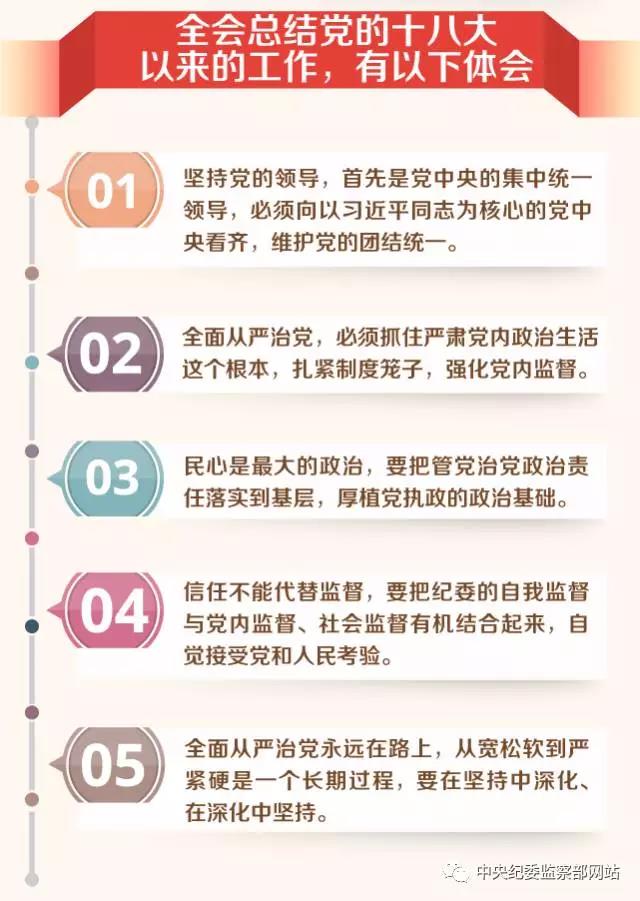 全会总结党的十八大
以来的工作，有以下体会
01
坚持党的领导，首先是党中央的集中统一
领导，必须向以习近平同志为核心的党中
央看齐，维护党的团结统一。
02
全面从严治党，必须抓住严肃党内政治生活
这个根本，扎紧制度笼子，强化党内监督。
03
民心是最大的政治，要把管党治党政治责
任落实到基层，厚植党执政的政治基础。
04
信任不能代替监督，要把纪委的自我监督
与党内监督、社会监督有机结合起来，自
觉接受党和人民考验。
05
全面从严治党永远在路上，从宽松软到严
紧硬是一个长期过程，要在坚持中深化、
在深化中坚持。
中央纪委监察部网站